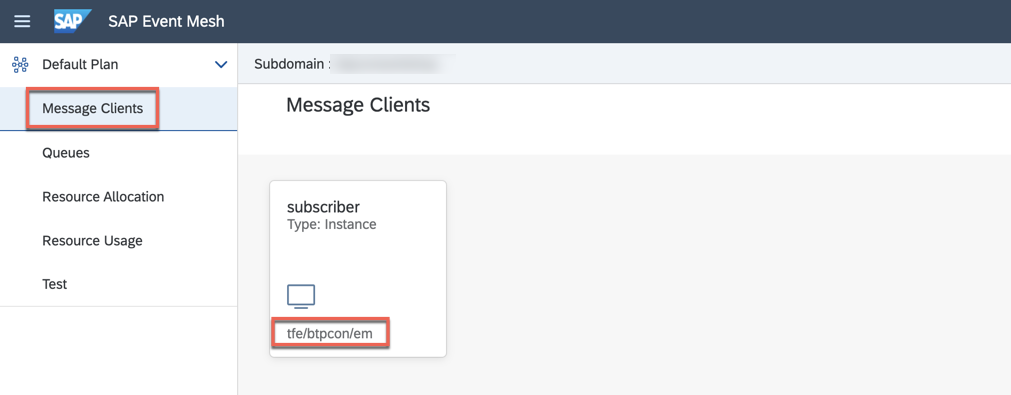 SAP SAP Event Mesh
Default Plan
Subdomain :
Message Clients
Message Clients
Queues
Resource Allocation
Resource Usage
Test
subscriber
Type: Instance
tfe/btpcon/em